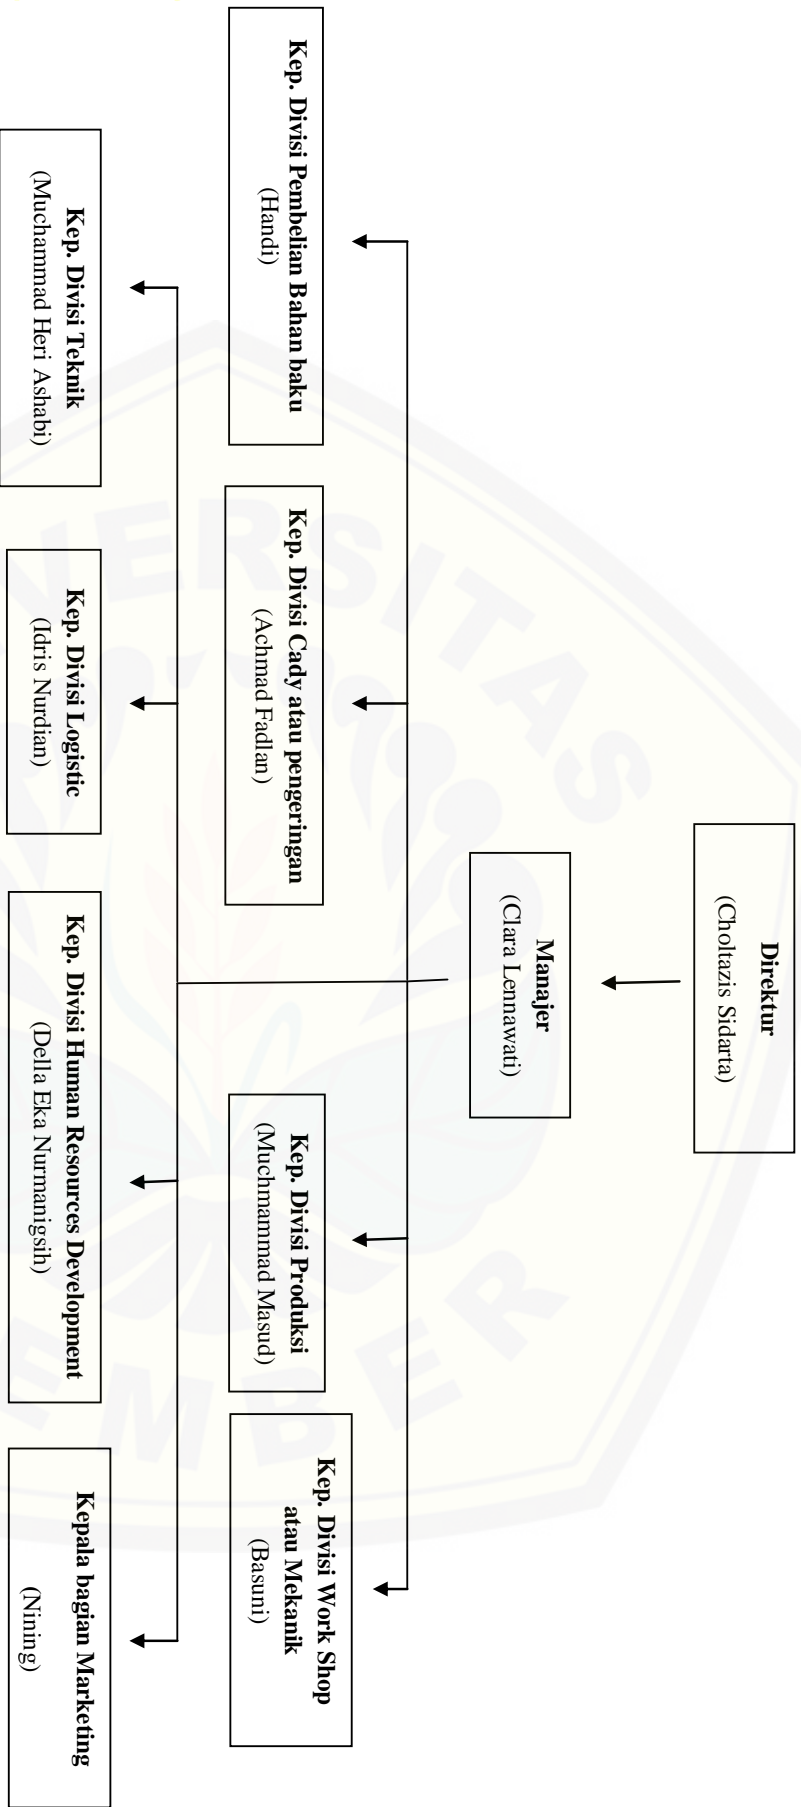 Direktur
(Choltazis Sidarta)
Manajer
(Clara Lennawati)
Kep. Divisi Pembelian Bahan baku
(Handi)
Kep. Divisi Cady atau pengeringan
(Achmad Fadlan)
Kep. Divisi Produksi
(Muchmammad Masud)
Kep. Divisi Work Shop
atau Mekanik
(Basuni)
Kep. Divisi Teknik
(Muchammad Heri Ashabi)
Kep. Divisi Logistic
(Idris Nurdian)
Kep. Divisi Human Resources Development
(Della Eka Nurmanigsih)
Kepala bagian Marketing
(Nining)
VERSITAS
EMBER